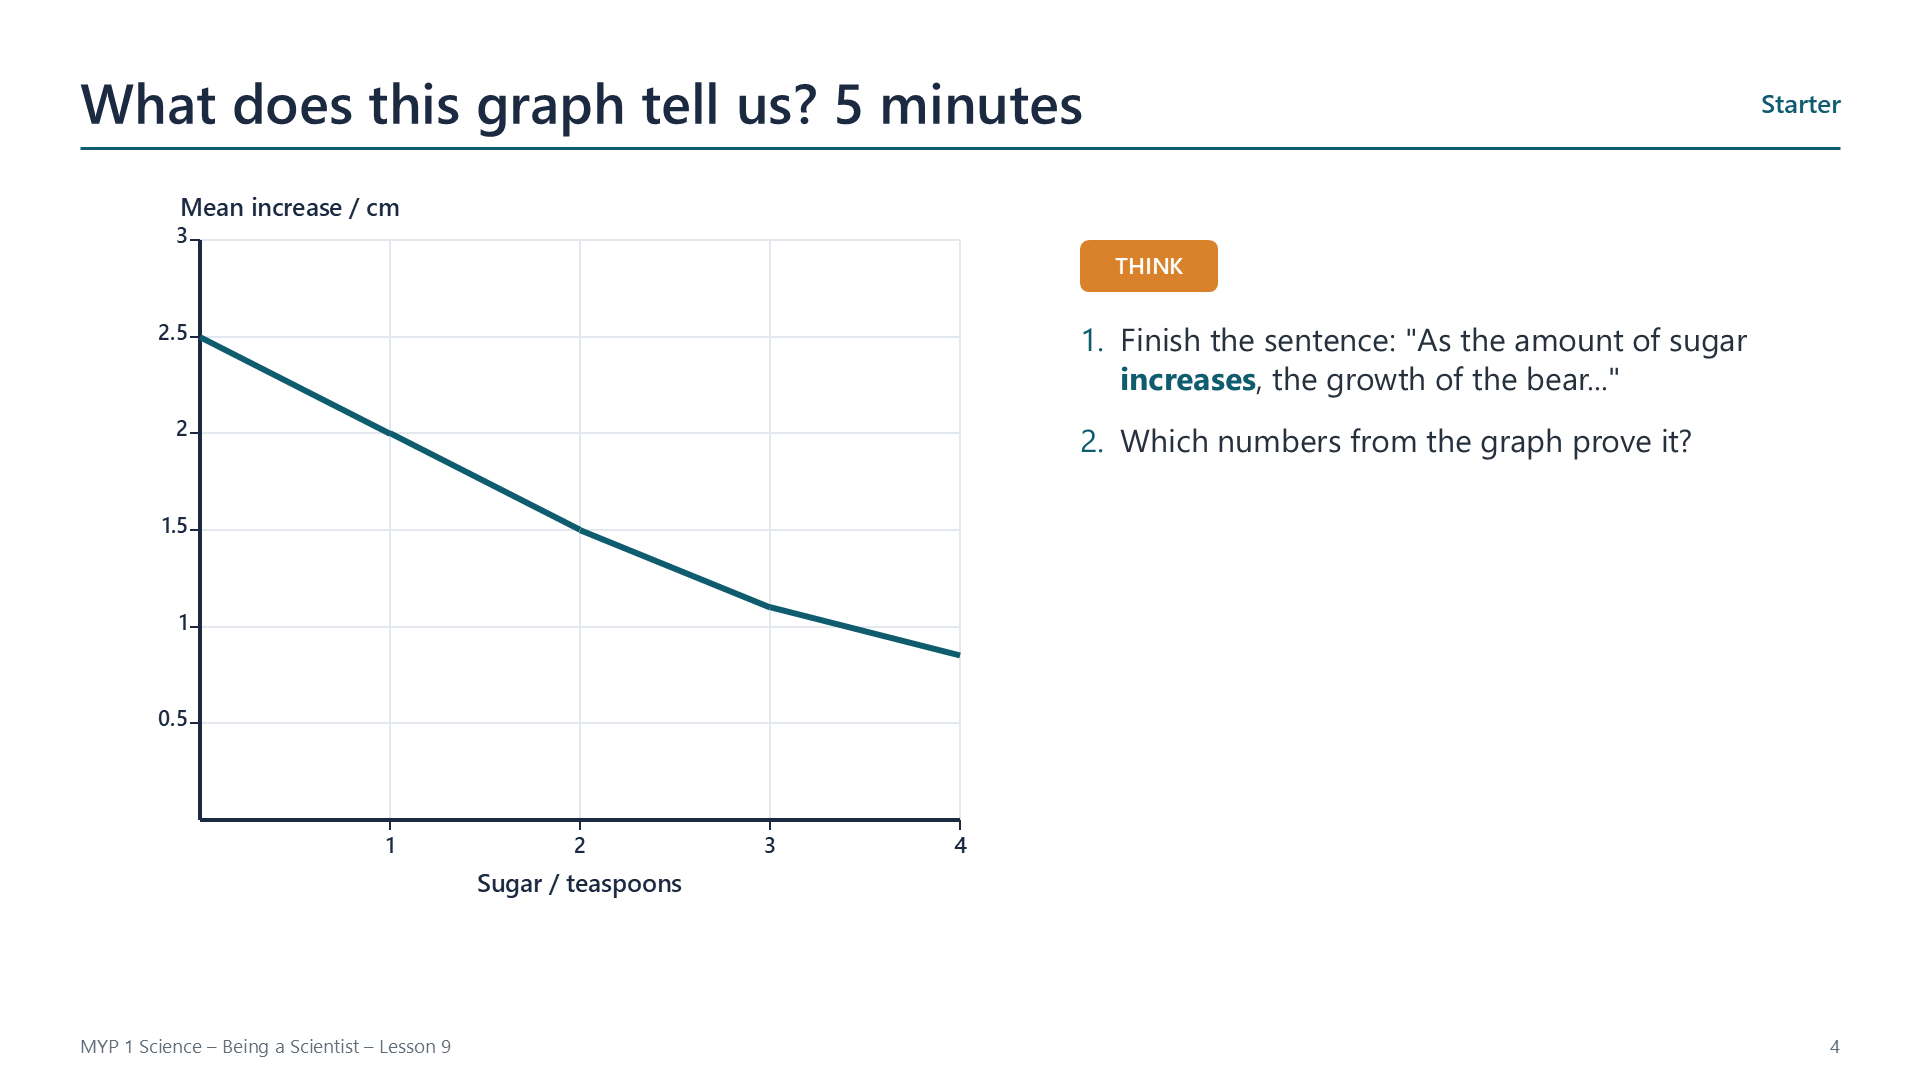 What does this graph tell us? 5 minutes
Starter
Mean increase / cm
3
2.5
2
1.5
1
0.5
1
2
3
4
Sugar / teaspoons
THINK
1. Finish the sentence: "As the amount of sugar
increases, the growth of the bear..."
2. Which numbers from the graph prove it?
MYP 1 Science – Being a Scientist – Lesson 9
4